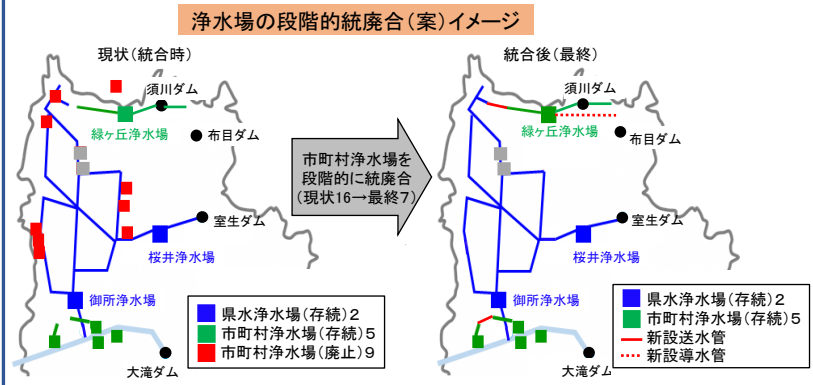 浄水場の段階的統廃合(案)イメージ
現状(統合時)
須川ダム
緑ヶ丘浄水場
布目ダム
室生ダム
桜井浄水場
御所浄水場
大滝ダム
県水浄水場(存続)2
市町村浄水場(存続)5
市町村浄水場(廃止)9
市町村浄水場を
段階的に統廃合
(現状16→最終7)
統合後(最終)
須川ダム
緑ヶ丘浄水場
布目ダム
室生ダム
桜井浄水場
御所浄水場
大滝ダム
県水浄水場(存続)2
市町村浄水場(存続)5
新設送水管
新設導水管